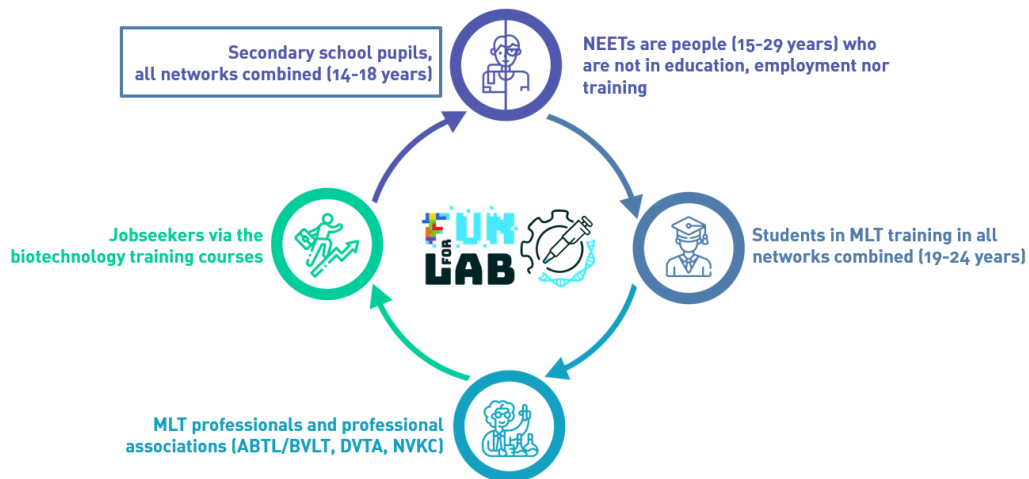 Secondary school pupils,
all networks combined (14-18 years)
NEETs are people (15-29 years) who
are not in education, employment nor
training
Jobseekers via the
biotechnology training courses
FUN
FOR
LAB
Students in MLT training in all
networks combined (19-24 years)
MLT professionals and professional
associations (ABTL/BVLT, DVTA, NVKC)